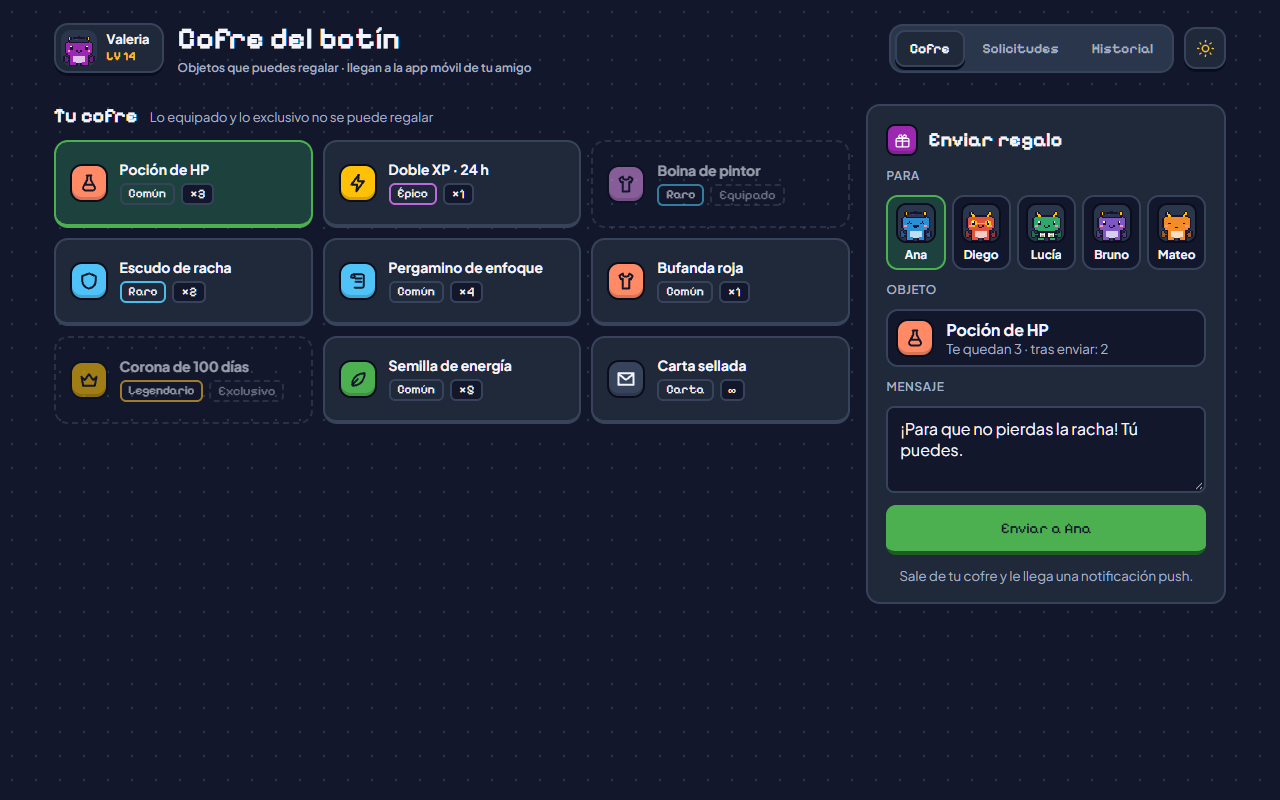 Valeria
LV 14
Cofre del botín
Objetos que puedes regalar · llegan a la app móvil de tu amigo
Cofre
Solicitudes
Historial
Tu cofre
Lo equipado y lo exclusivo no se puede regalar
Poción de HP
Común ×3
Doble XP · 24 h
Épico ×1
Boina de pintor
Raro Equipado
Escudo de racha
Raro ×2
Pergamino de enfoque
Común ×4
Bufanda roja
Común ×1
Corona de 100 días
Legendario Exclusivo
Semilla de energía
Común ×8
Carta sellada
Carta ∞
Enviar regalo
PARA
Ana Diego Lucía Bruno Mateo
OBJETO
Poción de HP
Te quedan 3 · tras enviar: 2
MENSAJE
¡Para que no pierdas la racha! Tú
puedes.
Enviar a Ana
Sale de tu cofre y le llega una notificación push.